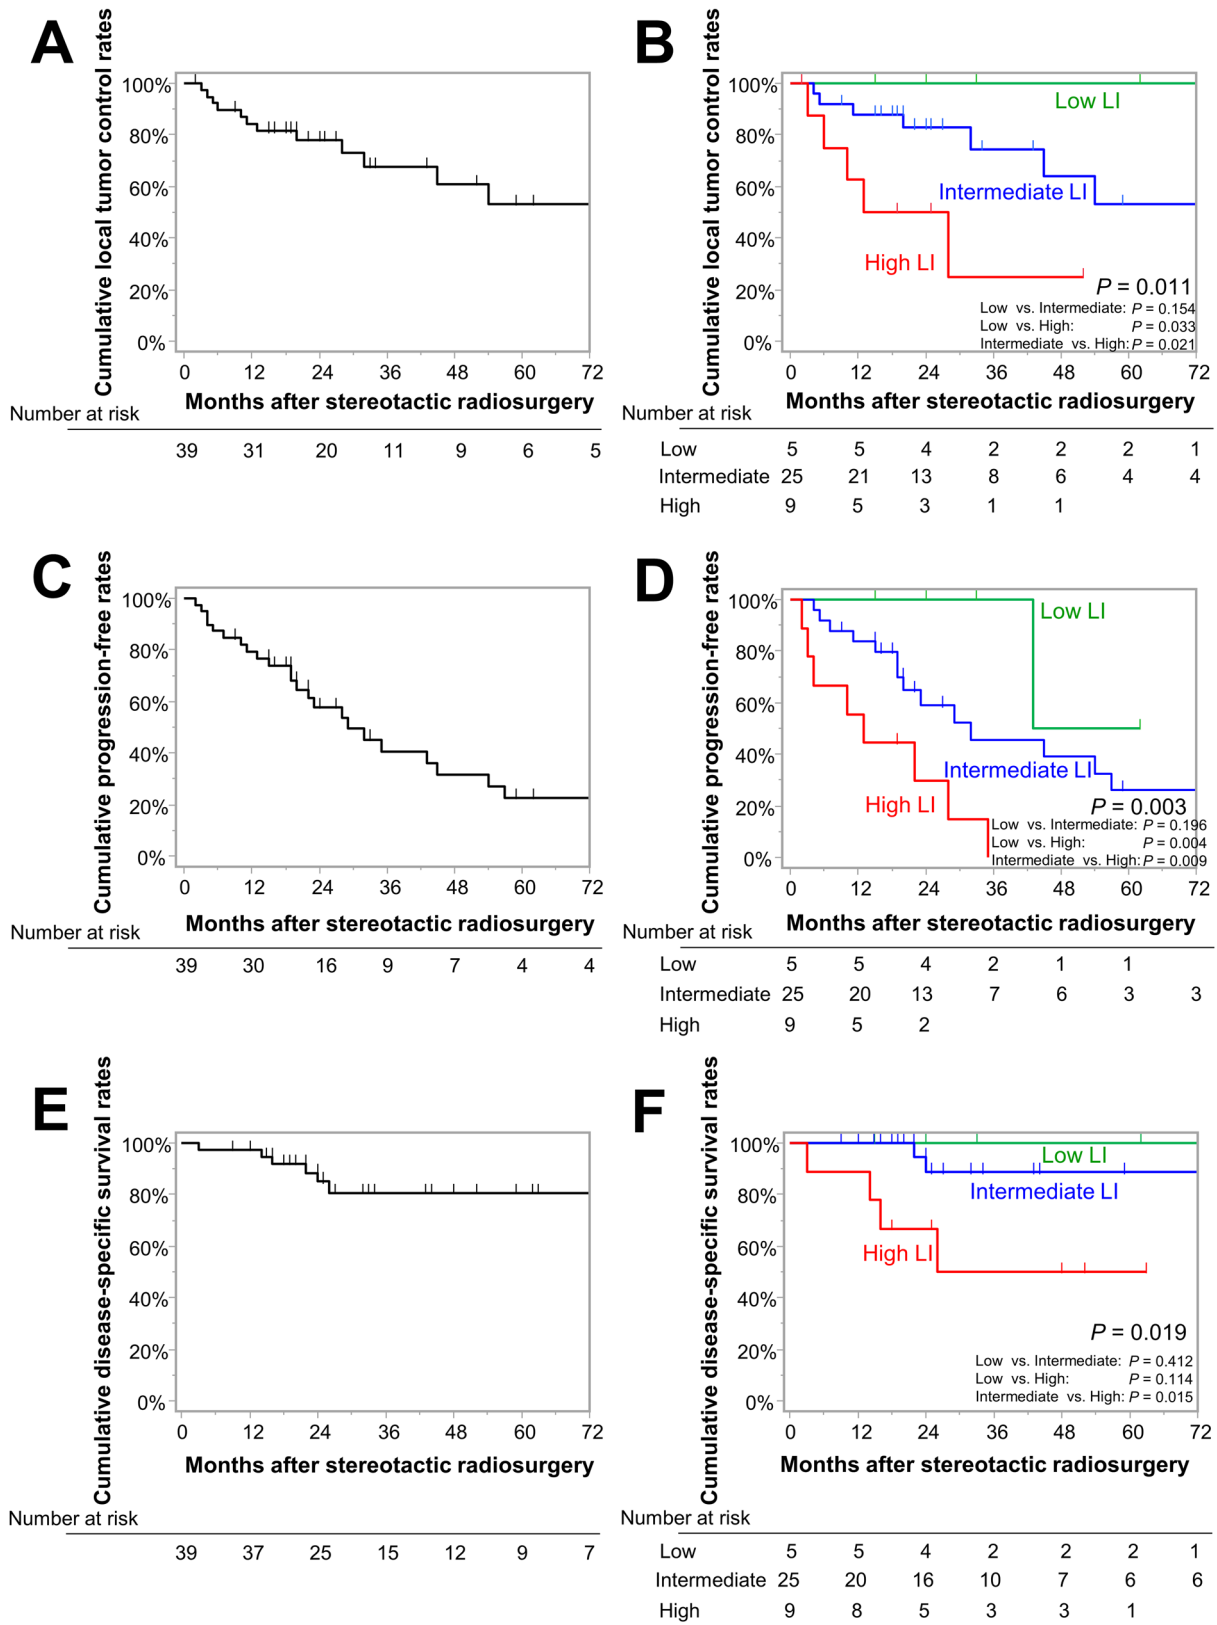 A
B
Cumulative local tumor control rates
100%
80%
60%
40%
20%
0%
0 12 24 36 48 60 72
Months after stereotactic radiosurgery
Number at risk
39 31 20 11 9 6 5
Cumulative local tumor control rates
100%
80%
60%
40%
20%
0%
Low LI
Intermediate LI
High LI
P = 0.011
Low vs. Intermediate: P = 0.154
Low vs. High: P = 0.033
Intermediate vs. High: P = 0.021
0 12 24 36 48 60 72
Months after stereotactic radiosurgery
Number at risk
Low 5 5 4 2 2 2 1
Intermediate 25 21 13 8 6 4 4
High 9 5 3 1 1
C
D
Cumulative progression-free rates
100%
80%
60%
40%
20%
0%
0 12 24 36 48 60 72
Months after stereotactic radiosurgery
Number at risk
39 30 16 9 7 4 4
Cumulative progression-free rates
100%
80%
60%
40%
20%
0%
Low LI
Intermediate LI
High LI
P = 0.003
Low vs. Intermediate: P = 0.196
Low vs. High: P = 0.004
Intermediate vs. High: P = 0.009
0 12 24 36 48 60 72
Months after stereotactic radiosurgery
Number at risk
Low 5 5 4 2 1 1
Intermediate 25 20 13 7 6 3 3
High 9 5 2
E
F
Cumulative disease-specific survival rates
100%
80%
60%
40%
20%
0%
0 12 24 36 48 60 72
Months after stereotactic radiosurgery
Number at risk
39 37 25 15 12 9 7
Cumulative disease-specific survival rates
100%
80%
60%
40%
20%
0%
Low LI
Intermediate LI
High LI
P = 0.019
Low vs. Intermediate: P = 0.412
Low vs. High: P = 0.114
Intermediate vs. High: P = 0.015
0 12 24 36 48 60 72
Months after stereotactic radiosurgery
Number at risk
Low 5 5 4 2 2 2 1
Intermediate 25 20 16 10 7 6 6
High 9 8 5 3 3 1